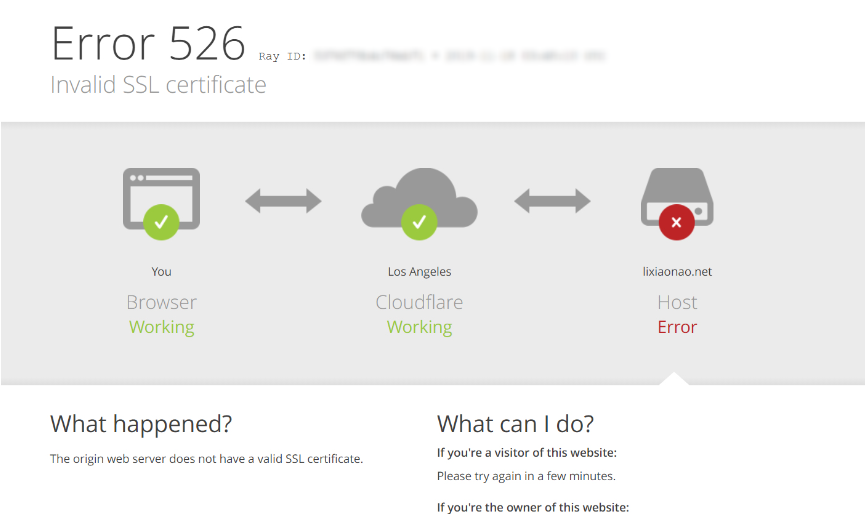 Error 526 Ray ID:
Invalid SSL certificate
You
Browser
Working
Los Angeles
Cloudflare
Working
lixiaonao.net
Host
Error
What happened?
The origin web server does not have a valid SSL certificate.
What can I do?
If you're a visitor of this website:
Please try again in a few minutes.
If you're the owner of this website: